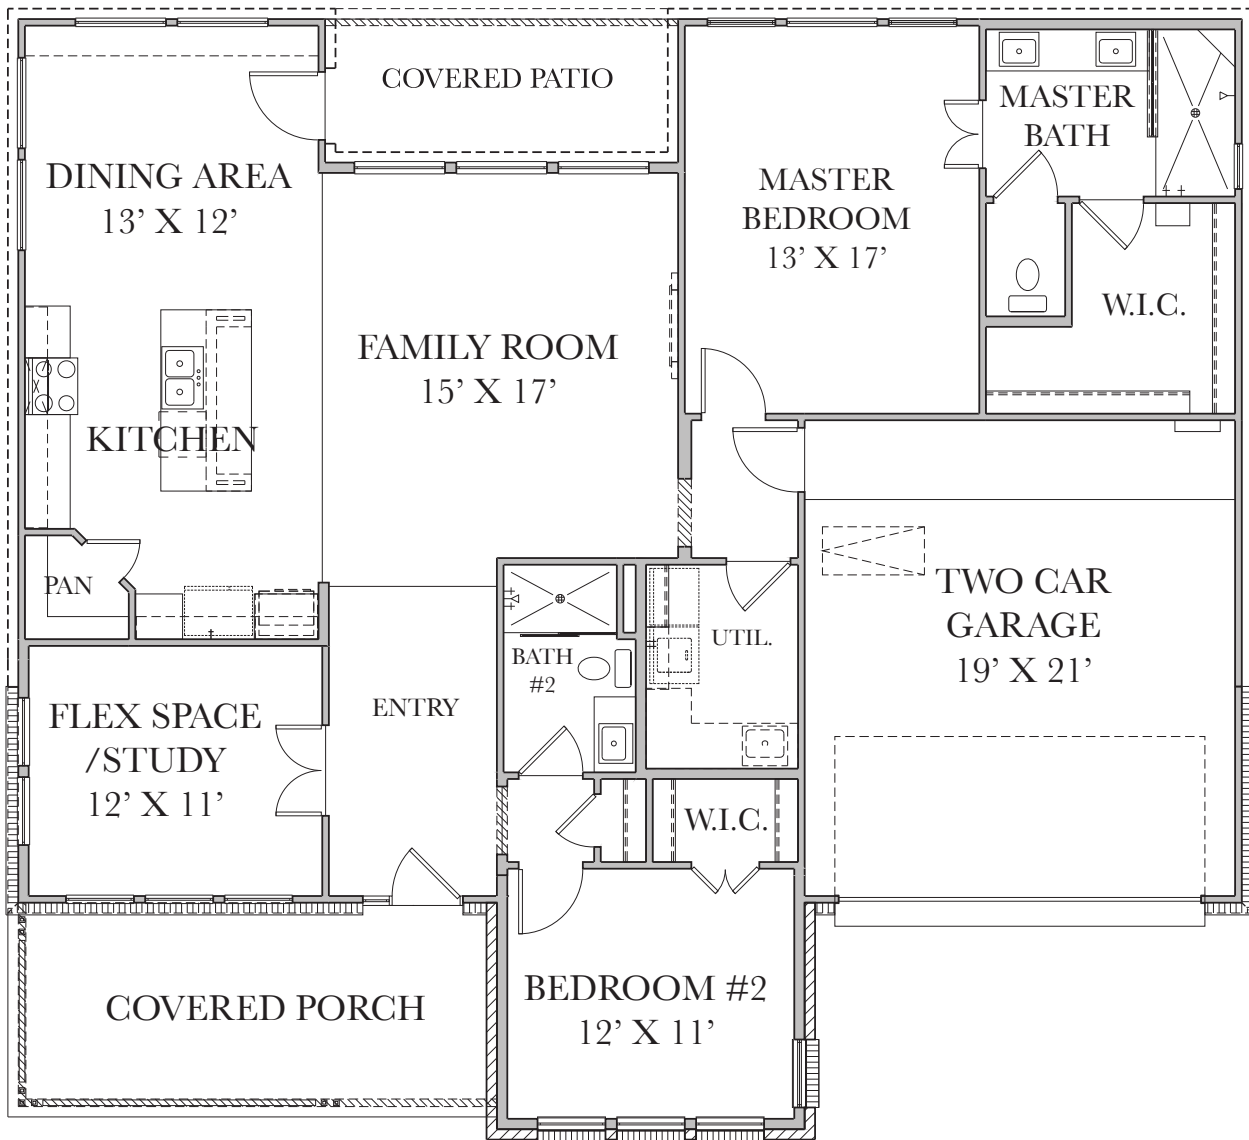 COVERED PATIO
MASTER
BATH
DINING AREA
13’ X 12’
MASTER
BEDROOM
13’ X 17’
W.I.C.
FAMILY ROOM
15’ X 17’
KITCHEN
PAN
TWO CAR
GARAGE
19’ X 21’
UTIL.
BATH
#2
ENTRY
FLEX SPACE
/STUDY
12’ X 11’
W.I.C.
BEDROOM #2
12’ X 11’
COVERED PORCH